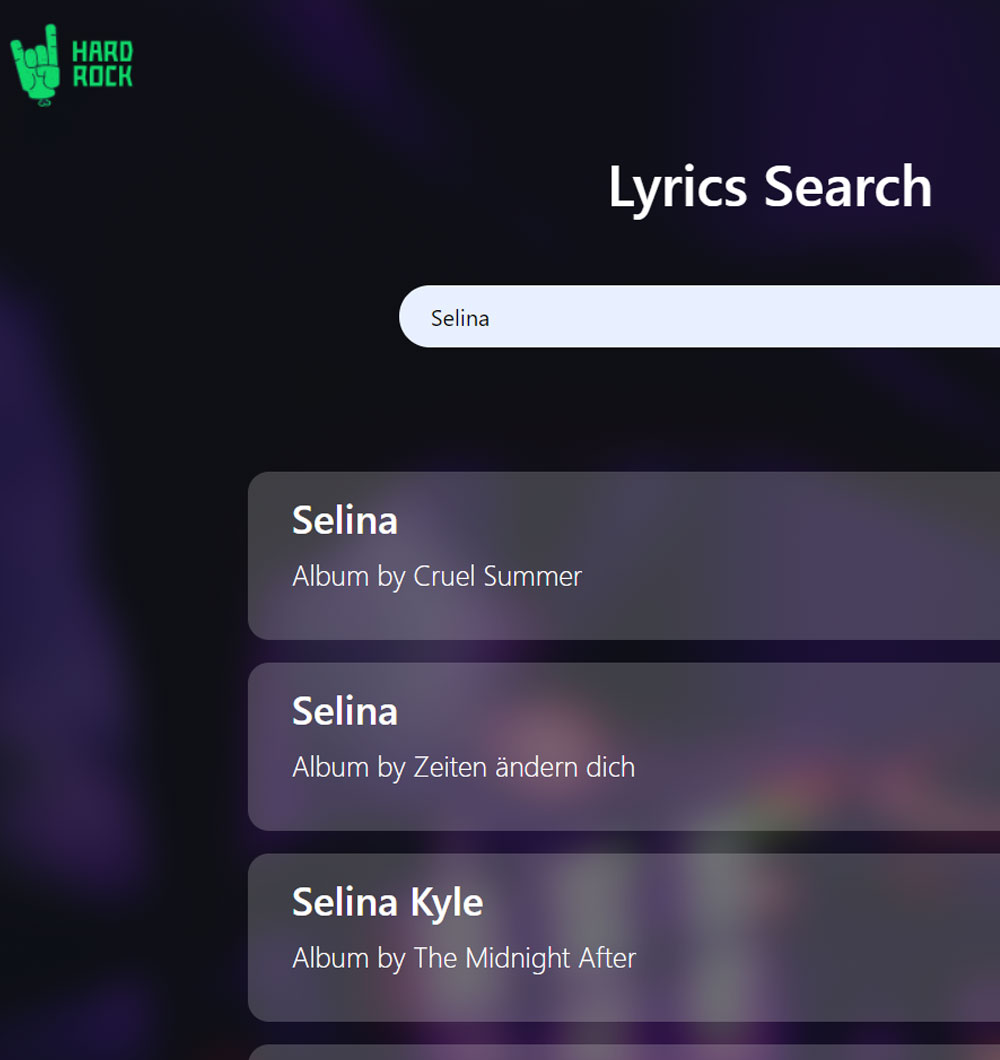 HARD
ROCK
Lyrics Search
Selina
Selina
Album by Cruel Summer
Selina
Album by Zeiten ändern dich
Selina Kyle
Album by The Midnight After